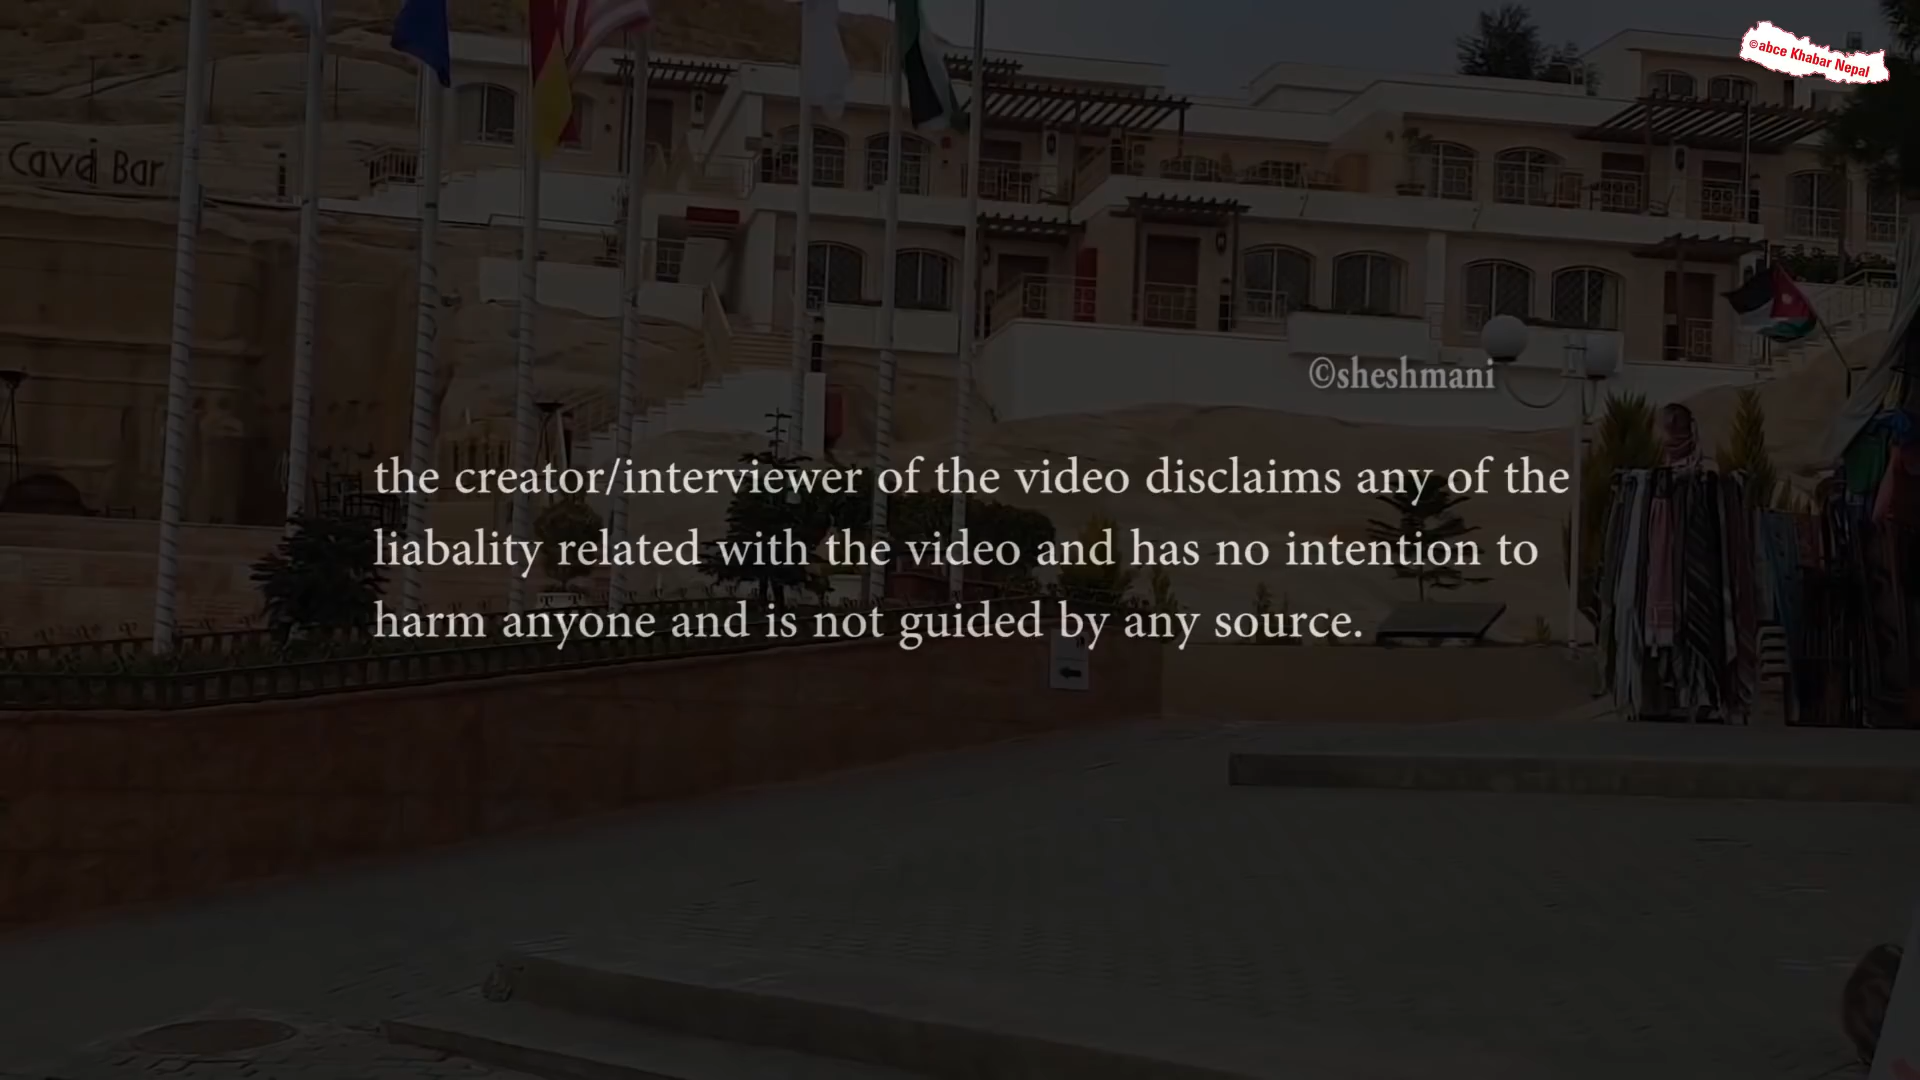 ©abce Khabar Nepal
Cave Bar
©sheshmani
the creator/interviewer of the video disclaims any of the
liabality related with the video and has no intention to
harm anyone and is not guided by any source.